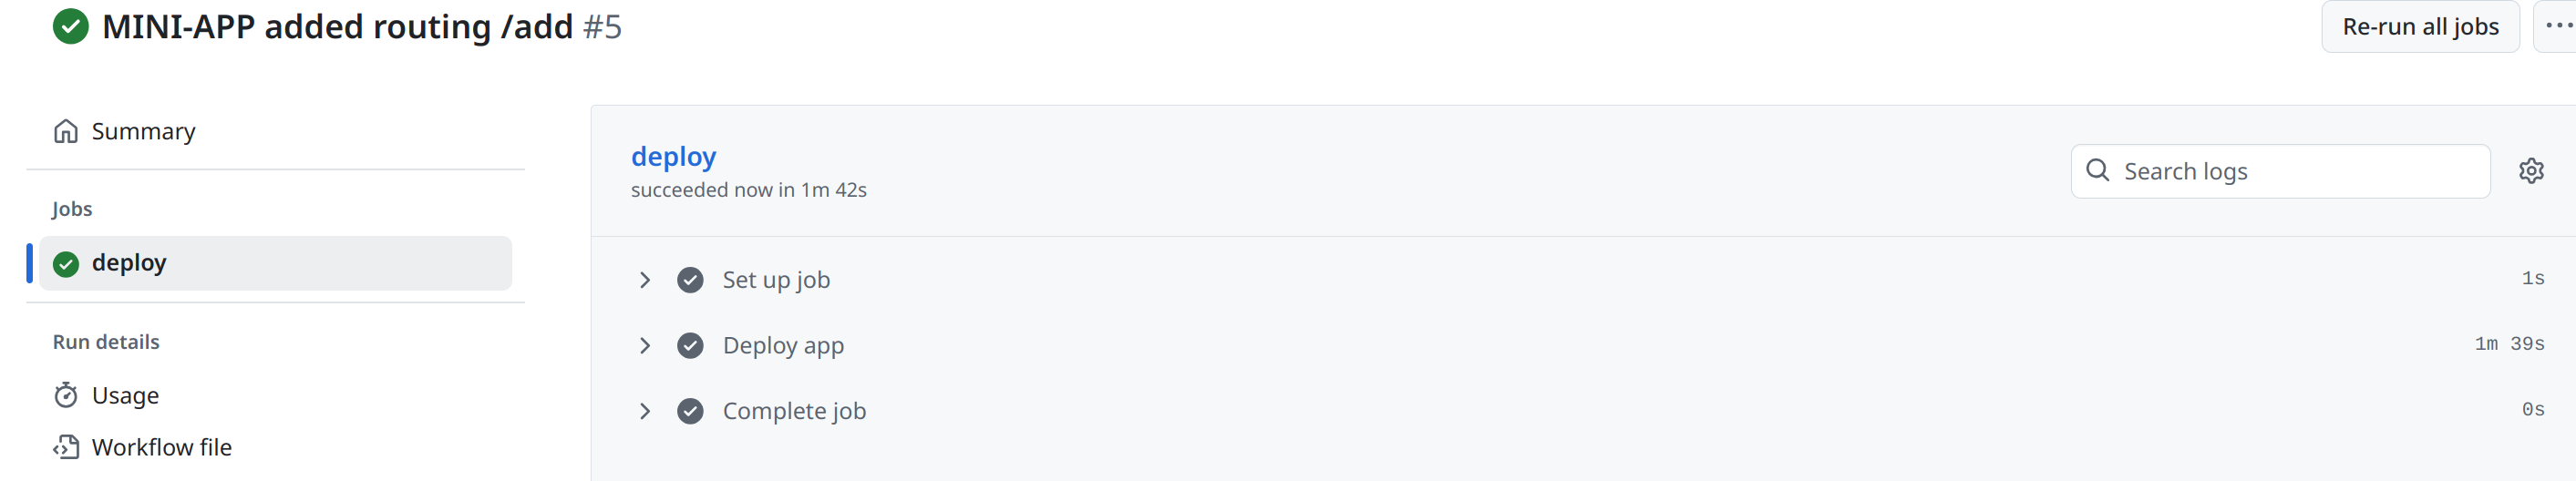 MINI-APP added routing /add #5
Re-run all jobs
Summary
Jobs
deploy
Run details
Usage
Workflow file
deploy
succeeded now in 1m 42s
Search logs
Set up job 1s
Deploy app 1m 39s
Complete job 0s